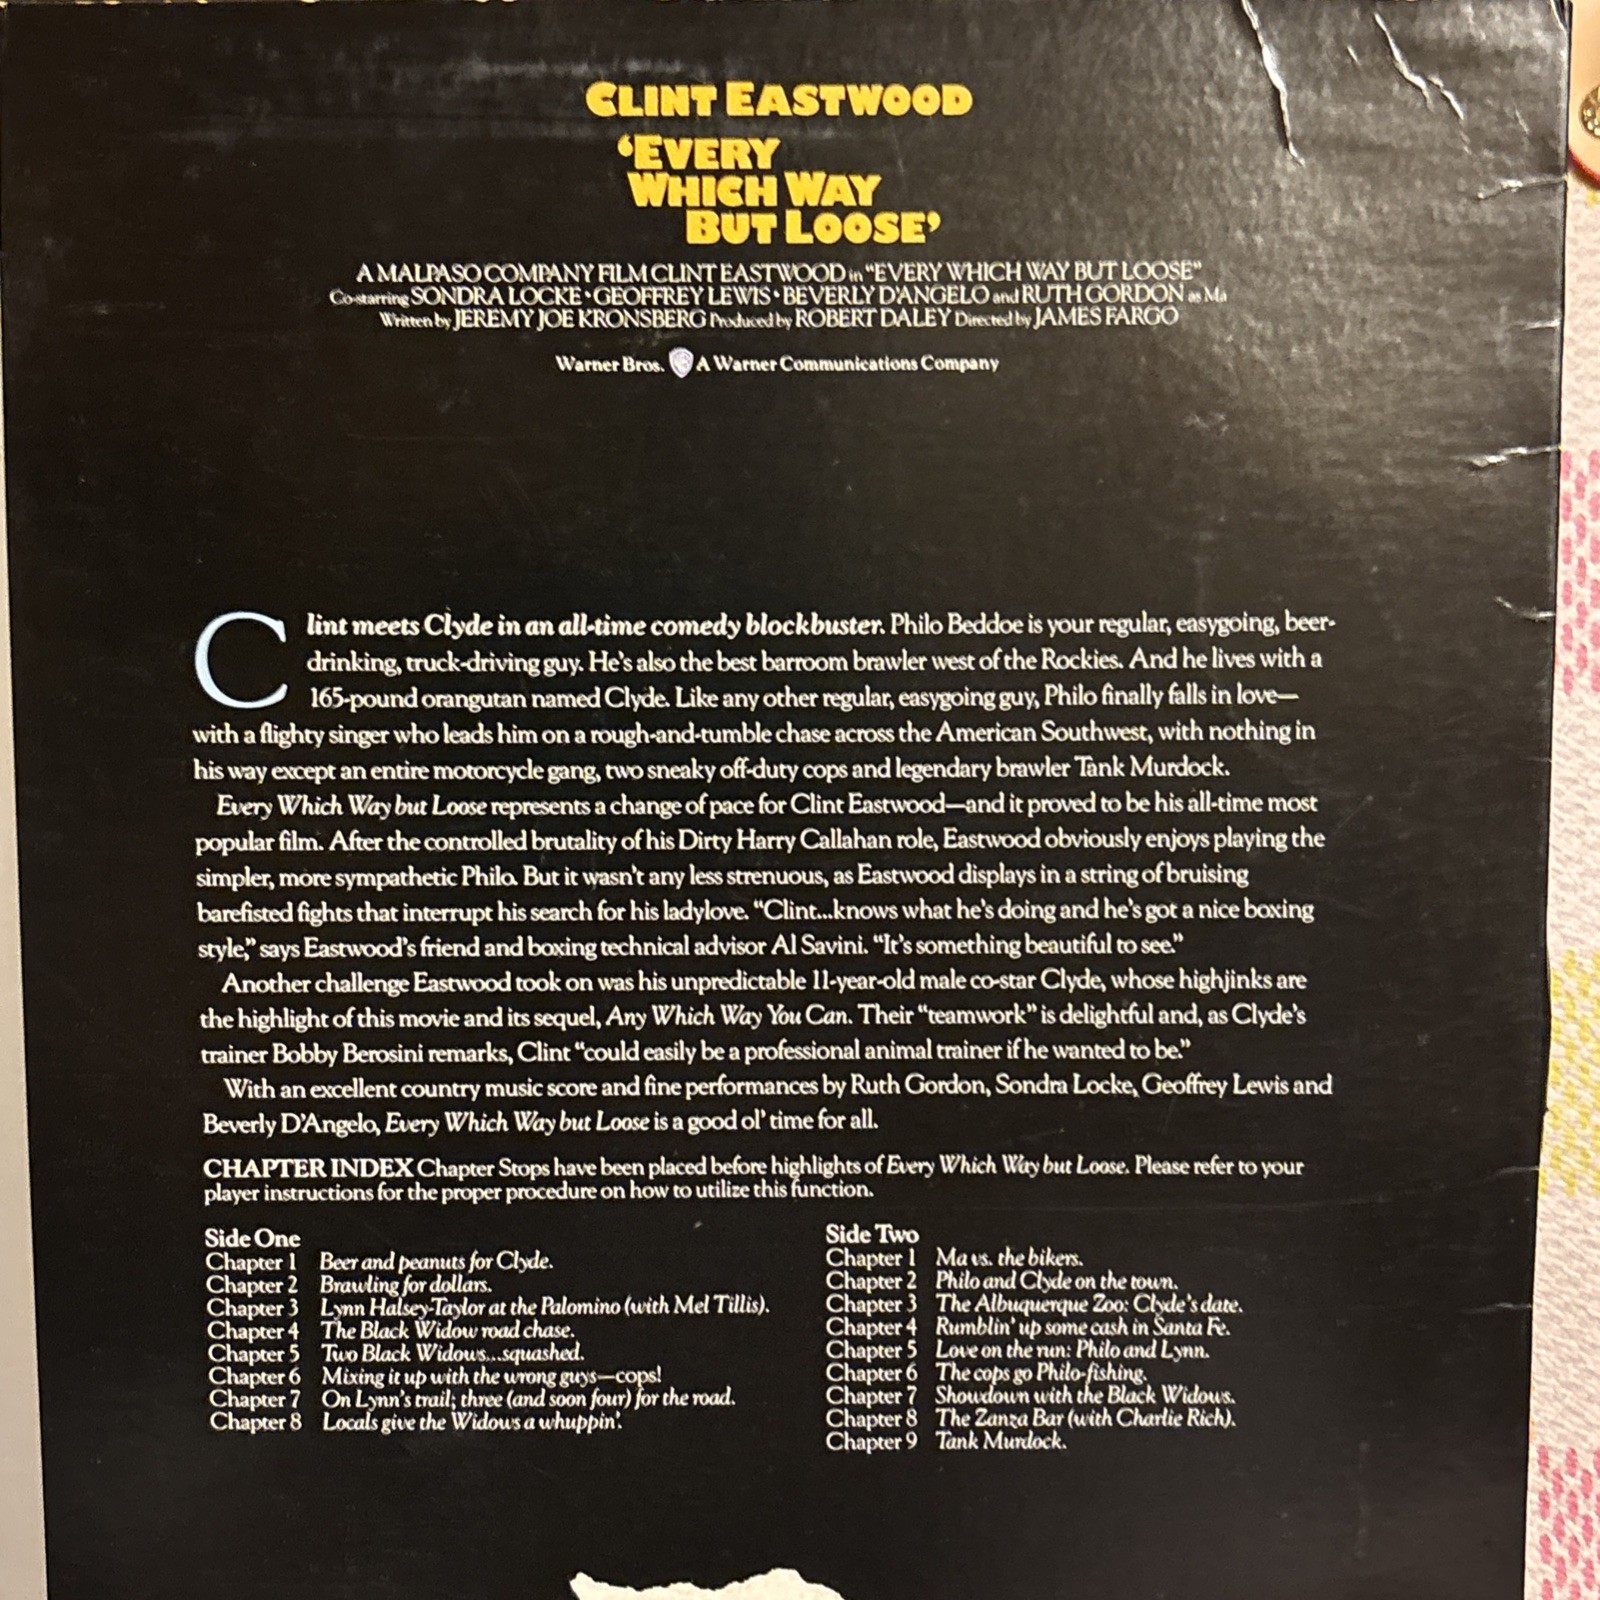 CLINT EASTWOOD
‘EVERY
WHICH WAY
BUT LOOSE’
A MALPASO COMPANY FILM CLINT EASTWOOD in “EVERY WHICH WAY BUT LOOSE”
Co-starring SONDRA LOCKE • GEOFFREY LEWIS • BEVERLY D'ANGELO and RUTH GORDON as Ma
Written by JEREMY JOE KRONSBERG Produced by ROBERT DALEY Directed by JAMES FARGO
Warner Bros. WB A Warner Communications Company
Clint meets Clyde in an all-time comedy blockbuster. Philo Beddoe is your regular, easygoing, beer-
drinking, truck-driving guy. He's also the best barroom brawler west of the Rockies. And he lives with a
165-pound orangutan named Clyde. Like any other regular, easygoing guy, Philo finally falls in love—
with a flighty singer who leads him on a rough-and-tumble chase across the American Southwest, with nothing in
his way except an entire motorcycle gang, two sneaky off-duty cops and legendary brawler Tank Murdock.
Every Which Way but Loose represents a change of pace for Clint Eastwood—and it proved to be his all-time most
popular film. After the controlled brutality of his Dirty Harry Callahan role, Eastwood obviously enjoys playing the
simpler, more sympathetic Philo. But it wasn't any less strenuous, as Eastwood displays in a string of bruising
barefisted fights that interrupt his search for his ladylove. “Clint...knows what he's doing and he's got a nice boxing
style,” says Eastwood's friend and boxing technical advisor Al Savini. “It's something beautiful to see.”
Another challenge Eastwood took on was his unpredictable 11-year-old male co-star Clyde, whose highjinks are
the highlight of this movie and its sequel, Any Which Way You Can. Their “teamwork” is delightful and, as Clyde's
trainer Bobby Berosini remarks, Clint “could easily be a professional animal trainer if he wanted to be.”
With an excellent country music score and fine performances by Ruth Gordon, Sondra Locke, Geoffrey Lewis and
Beverly D'Angelo, Every Which Way but Loose is a good ol' time for all.
CHAPTER INDEX Chapter Stops have been placed before highlights of Every Which Way but Loose. Please refer to your
player instructions for the proper procedure on how to utilize this function.
Side One
Chapter 1 Beer and peanuts for Clyde.
Chapter 2 Brawling for dollars.
Chapter 3 Lynn Halsey-Taylor at the Palomino (with Mel Tillis).
Chapter 4 The Black Widow road chase.
Chapter 5 Two Black Widows...squashed.
Chapter 6 Mixing it up with the wrong guys—cops!
Chapter 7 On Lynn's trail; three (and soon four) for the road.
Chapter 8 Locals give the Widows a whuppin'.
Side Two
Chapter 1 Ma vs. the bikers.
Chapter 2 Philo and Clyde on the town.
Chapter 3 The Albuquerque Zoo: Clyde's date.
Chapter 4 Rumblin' up some cash in Santa Fe.
Chapter 5 Love on the run: Philo and Lynn.
Chapter 6 The cops go Philo-fishing.
Chapter 7 Showdown with the Black Widows.
Chapter 8 The Zanza Bar (with Charlie Rich).
Chapter 9 Tank Murdock.